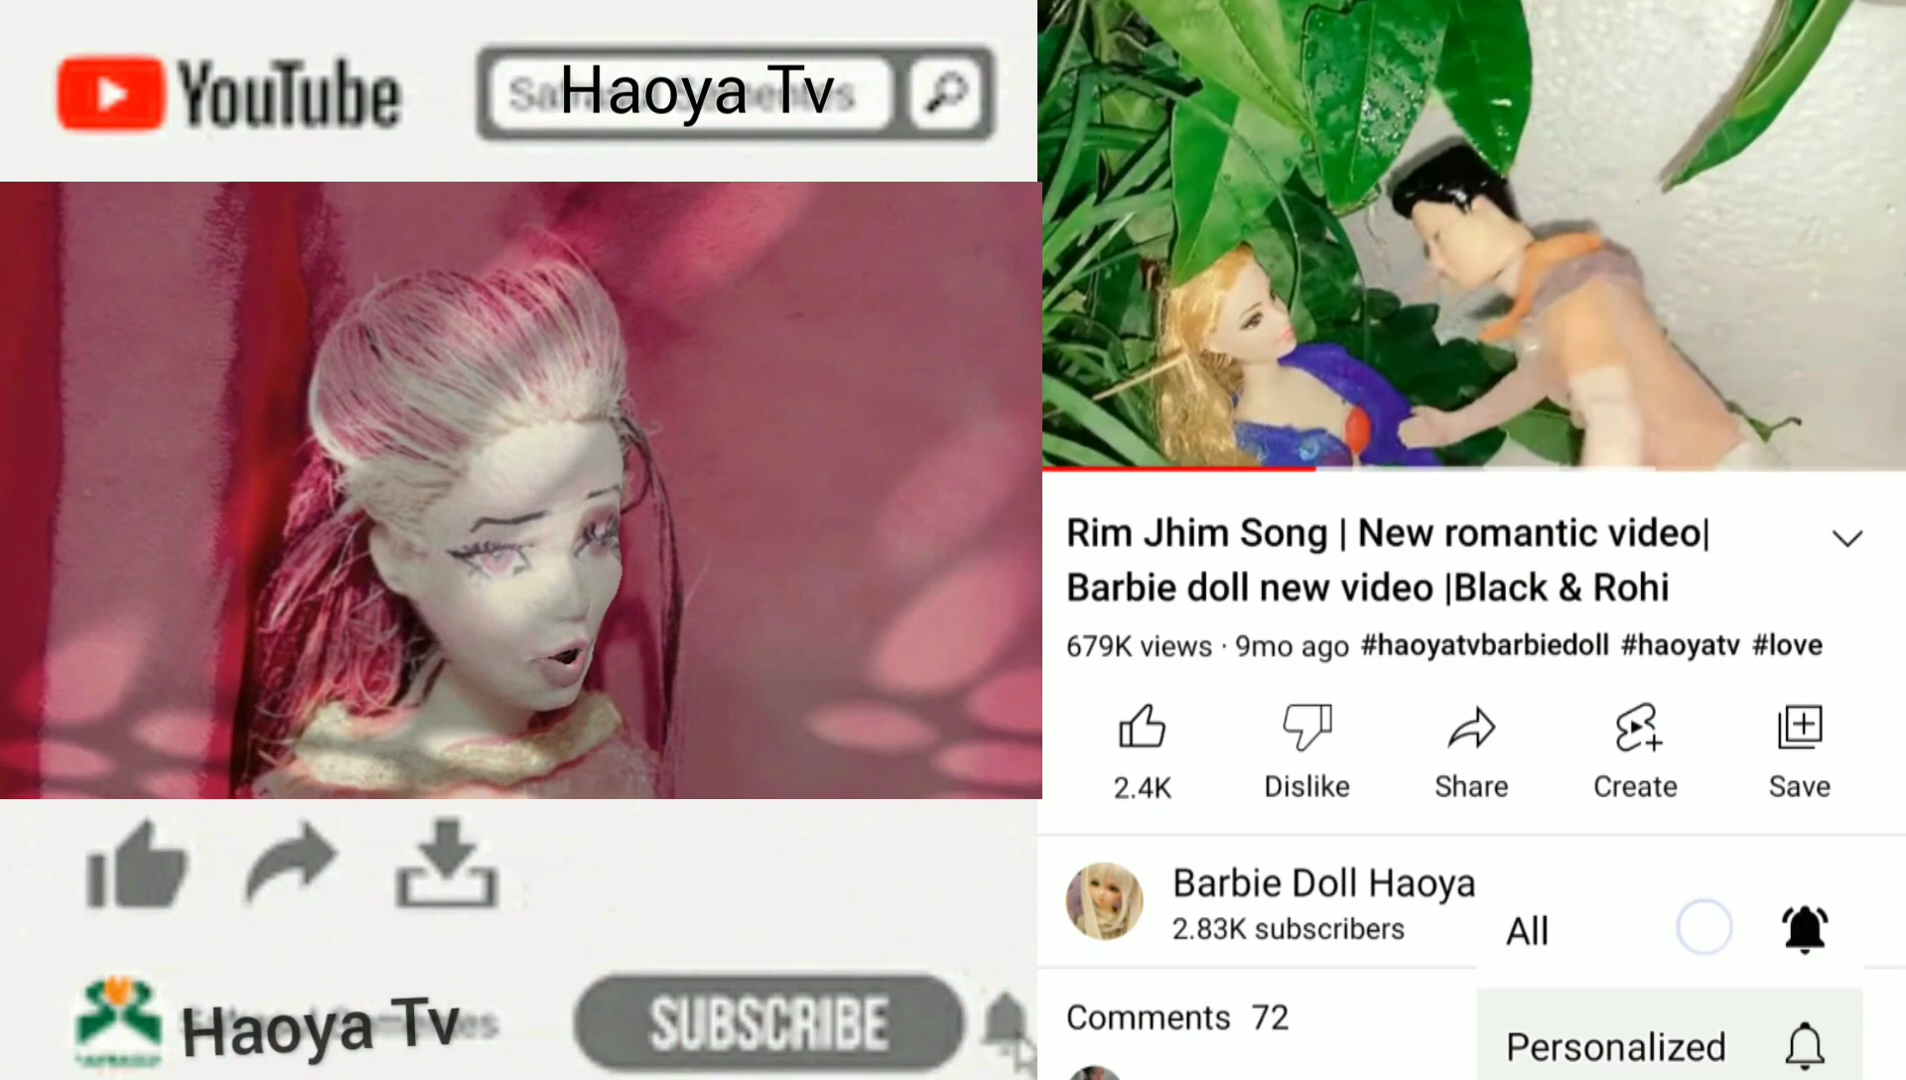 YouTube
Haoya Tv
Haoya Tv
SUBSCRIBE
Rim Jhim Song | New romantic video|
Barbie doll new video |Black & Rohi
679K views · 9mo ago #haoyatvbarbiedoll #haoyatv #love
2.4K
Dislike
Share
Create
Save
Barbie Doll Haoya
2.83K subscribers
All
Comments 72
Personalized